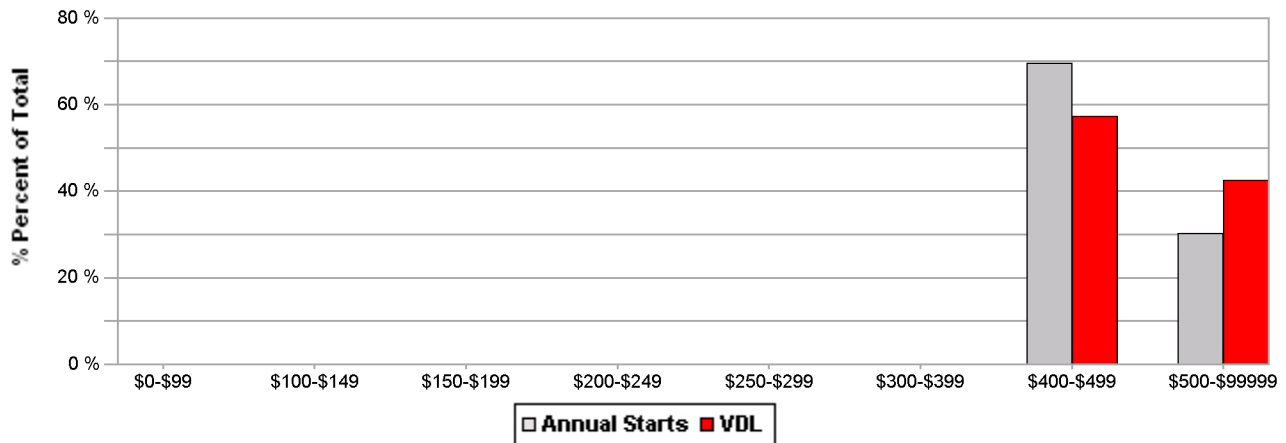 80 %
60 %
40 %
20 %
0 %
% Percent of Total
$0-$99 $100-$149 $150-$199 $200-$249 $250-$299 $300-$399 $400-$499 $500-$99999
Annual Starts VDL